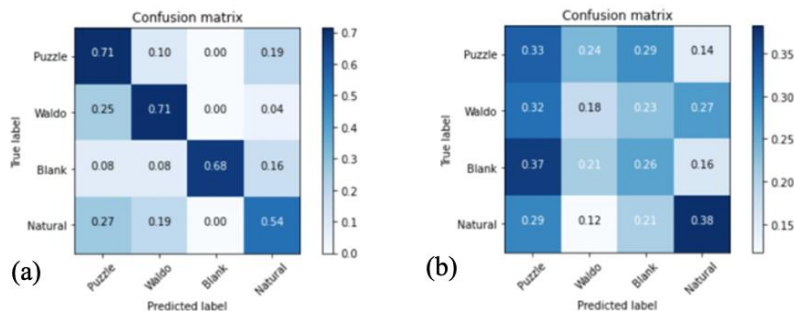 Confusion matrix
Puzzle 0.71 0.10 0.00 0.19
Waldo 0.25 0.71 0.00 0.04
Blank 0.08 0.08 0.68 0.16
Natural 0.27 0.19 0.00 0.54
True label
Puzzle Waldo Blank Natural
Predicted label
0.7
0.6
0.5
0.4
0.3
0.2
0.1
0.0
(a)
Confusion matrix
Puzzle 0.33 0.24 0.29 0.14
Waldo 0.32 0.18 0.23 0.27
Blank 0.37 0.21 0.26 0.16
Natural 0.29 0.12 0.21 0.38
True label
Puzzle Waldo Blank Natural
Predicted label
0.35
0.30
0.25
0.20
0.15
(b)